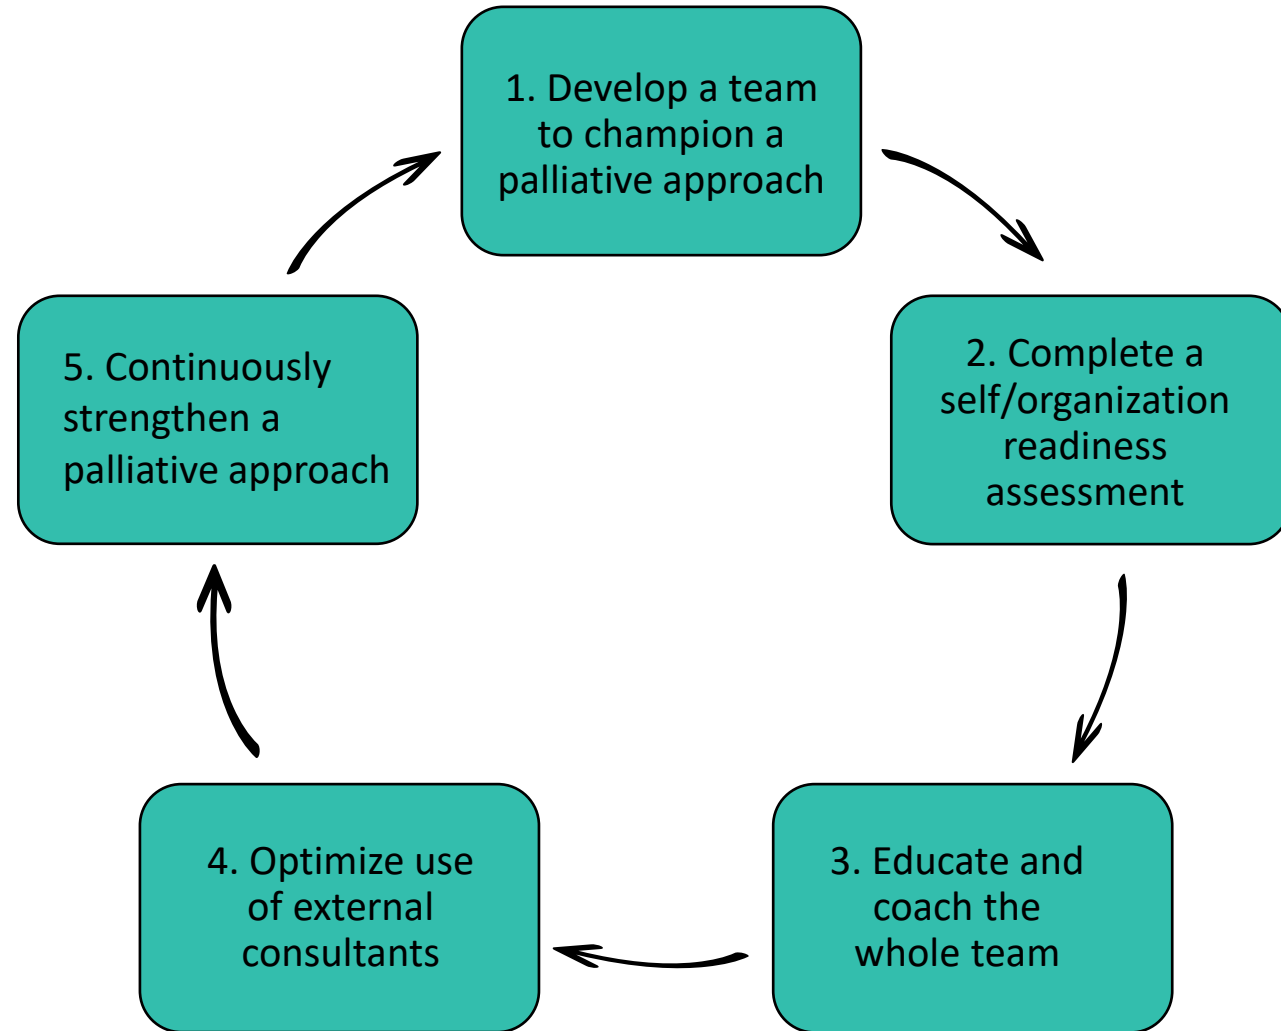 1. Develop a team
to champion a
palliative approach
2. Complete a
self/organization
readiness
assessment
3. Educate and
coach the
whole team
4. Optimize use
of external
consultants
5. Continuously
strengthen a
palliative approach